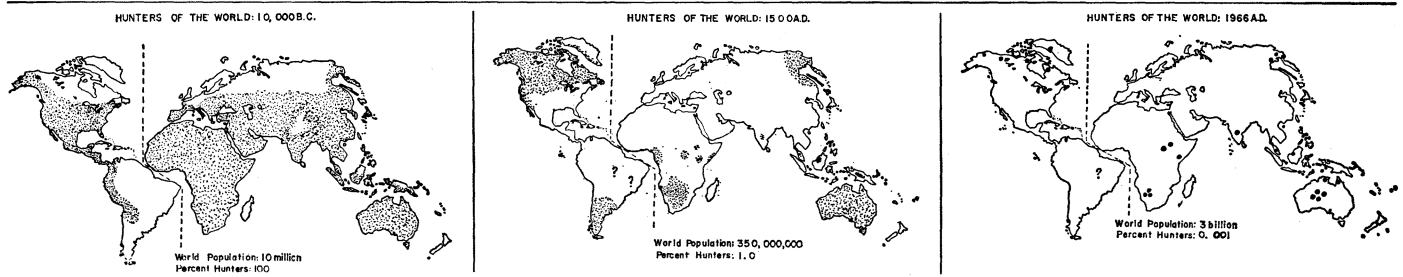 HUNTERS OF THE WORLD: 10,000 B.C.
World Population: 10 million
Percent Hunters: 100
HUNTERS OF THE WORLD: 1500 A.D.
?
?
World Population: 350,000,000
Percent Hunters: 1.0
HUNTERS OF THE WORLD: 1966 A.D.
?
World Population: 3 billion
Percent Hunters: 0.001